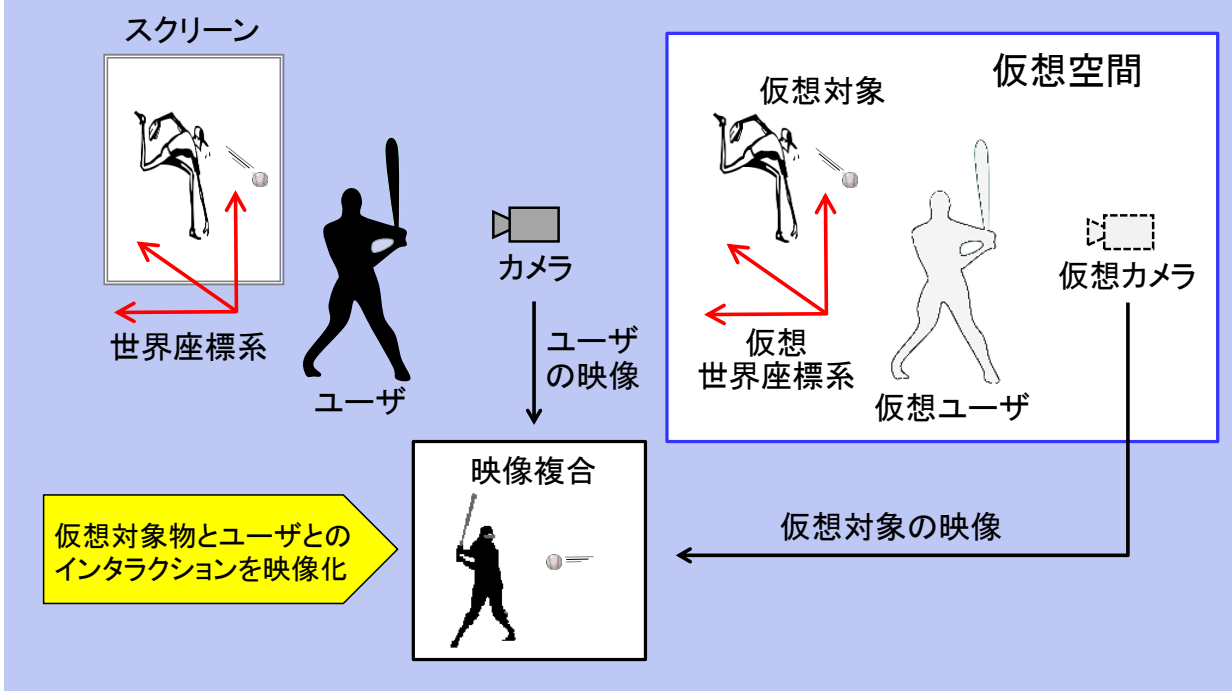 スクリーン
世界座標系
ユーザ
カメラ
ユーザ
の映像
仮想空間
仮想対象
仮想
世界座標系
仮想ユーザ
仮想カメラ
仮想対象の映像
映像複合
仮想対象物とユーザとの
インタラクションを映像化